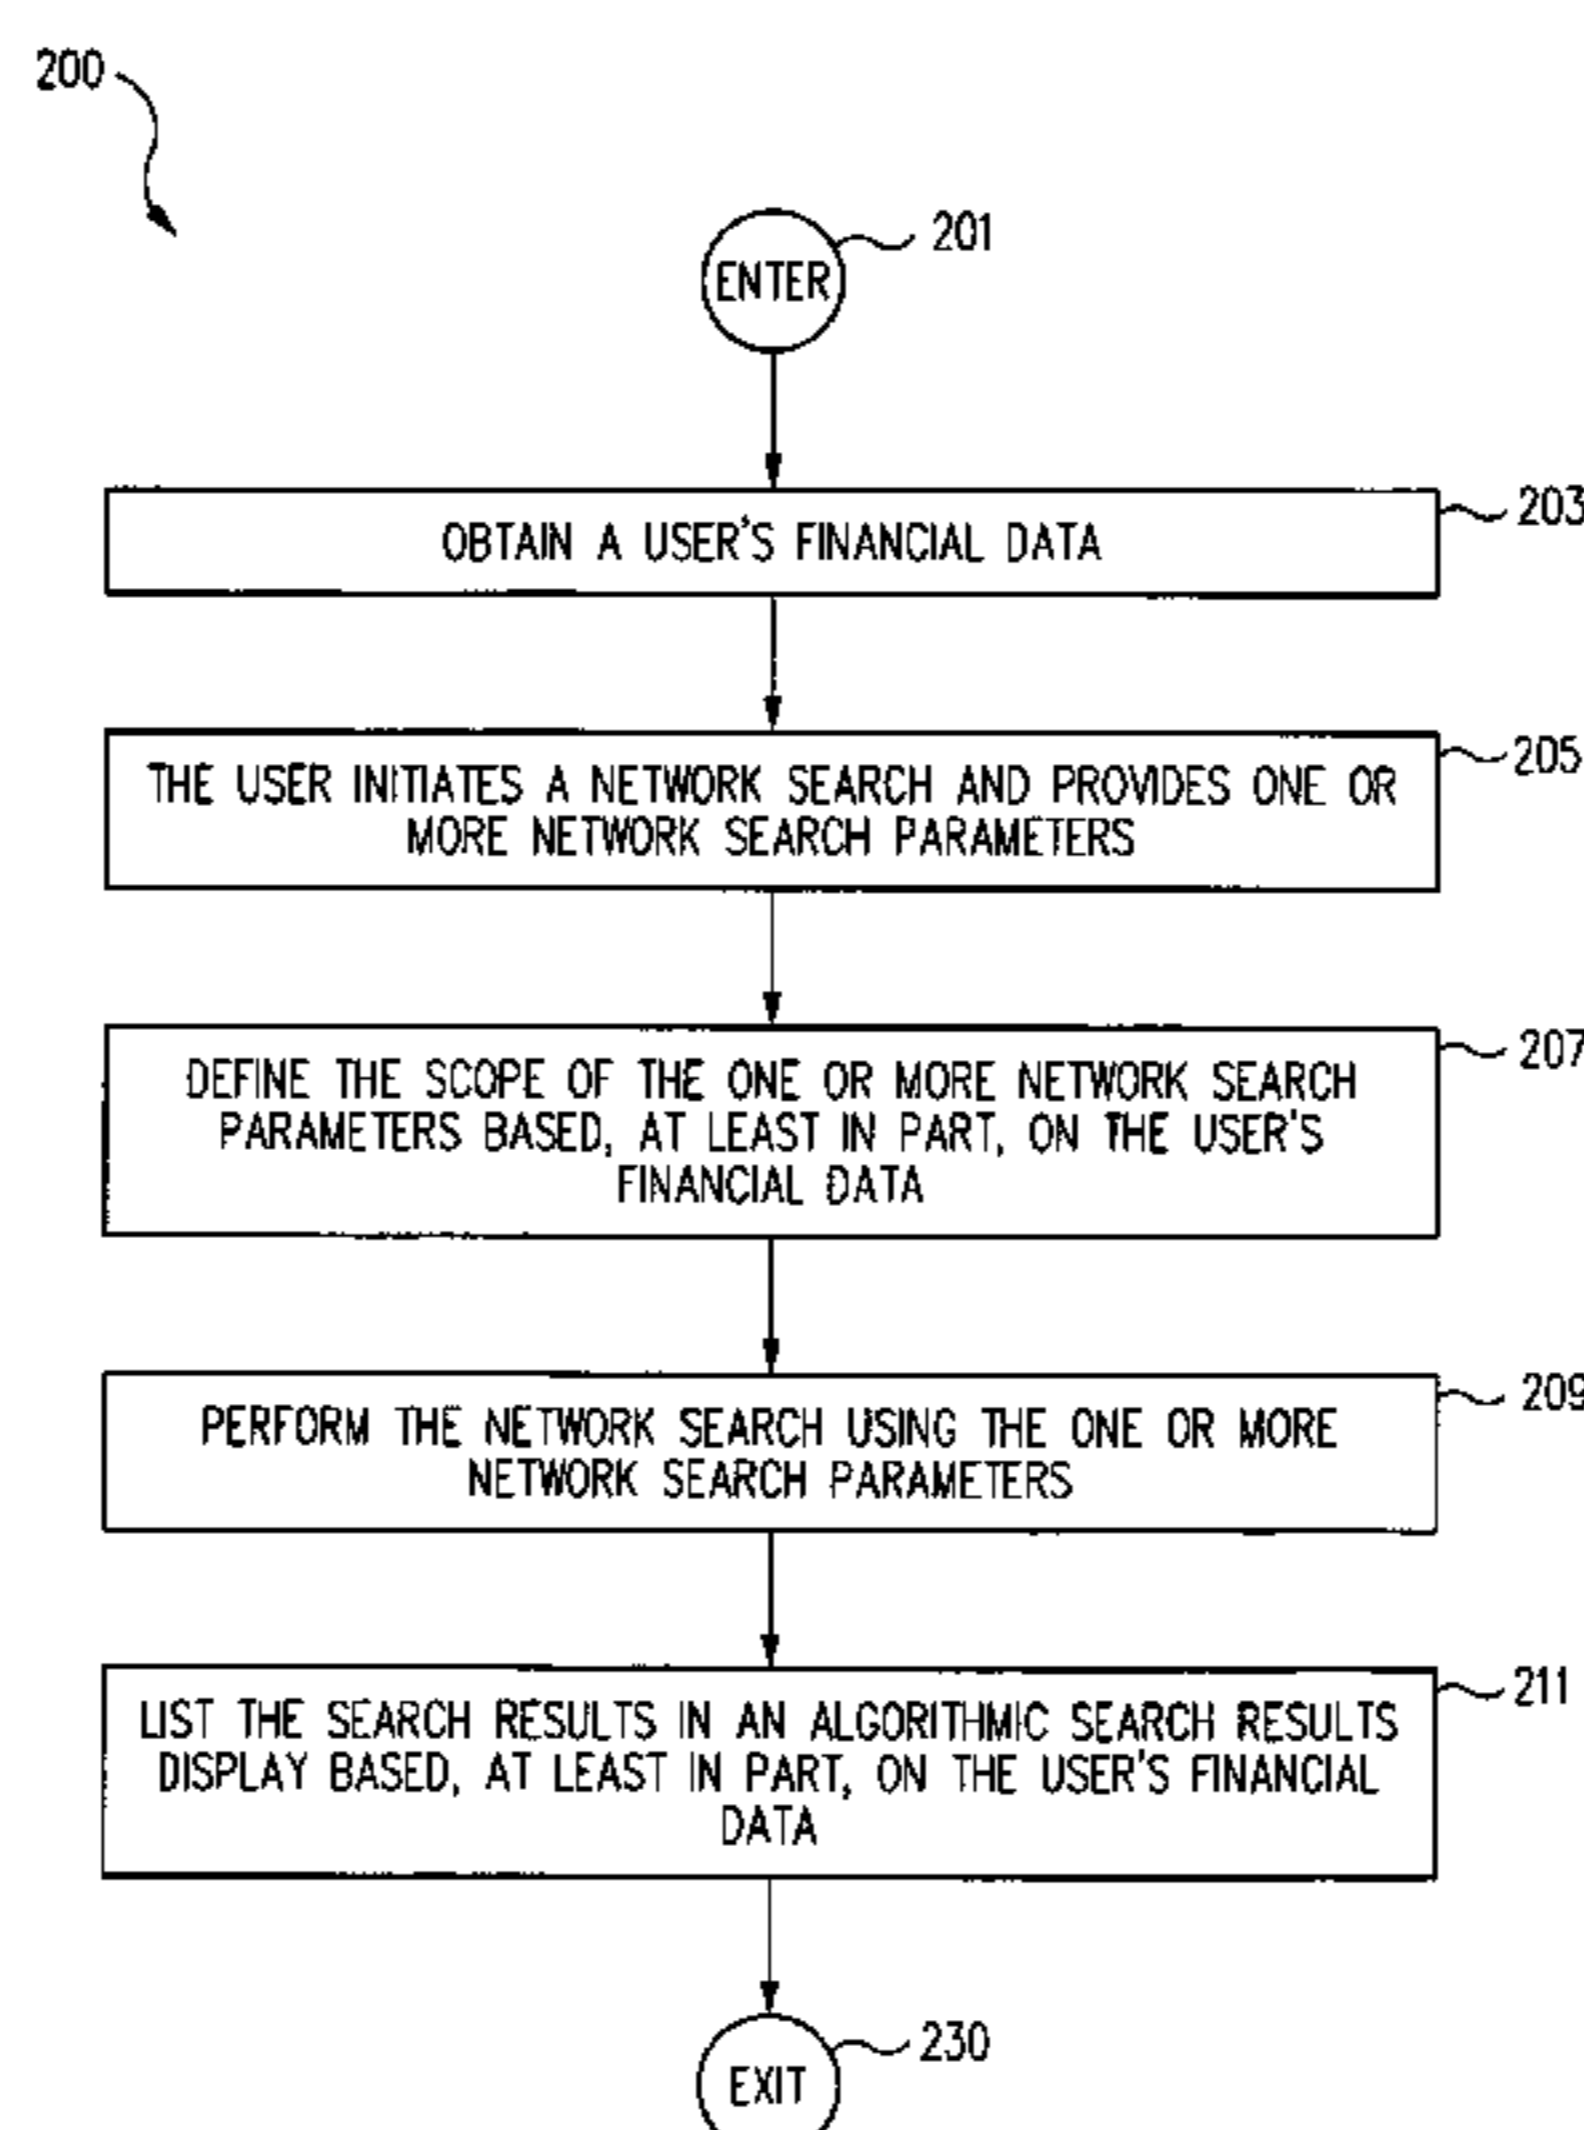 200
201
ENTER
203
OBTAIN A USER'S FINANCIAL DATA
205
THE USER INITIATES A NETWORK SEARCH AND PROVIDES ONE OR
MORE NETWORK SEARCH PARAMETERS
207
DEFINE THE SCOPE OF THE ONE OR MORE NETWORK SEARCH
PARAMETERS BASED, AT LEAST IN PART, ON THE USER'S
FINANCIAL DATA
209
PERFORM THE NETWORK SEARCH USING THE ONE OR MORE
NETWORK SEARCH PARAMETERS
211
LIST THE SEARCH RESULTS IN AN ALGORITHMIC SEARCH RESULTS
DISPLAY BASED, AT LEAST IN PART, ON THE USER'S FINANCIAL
DATA
230
EXIT